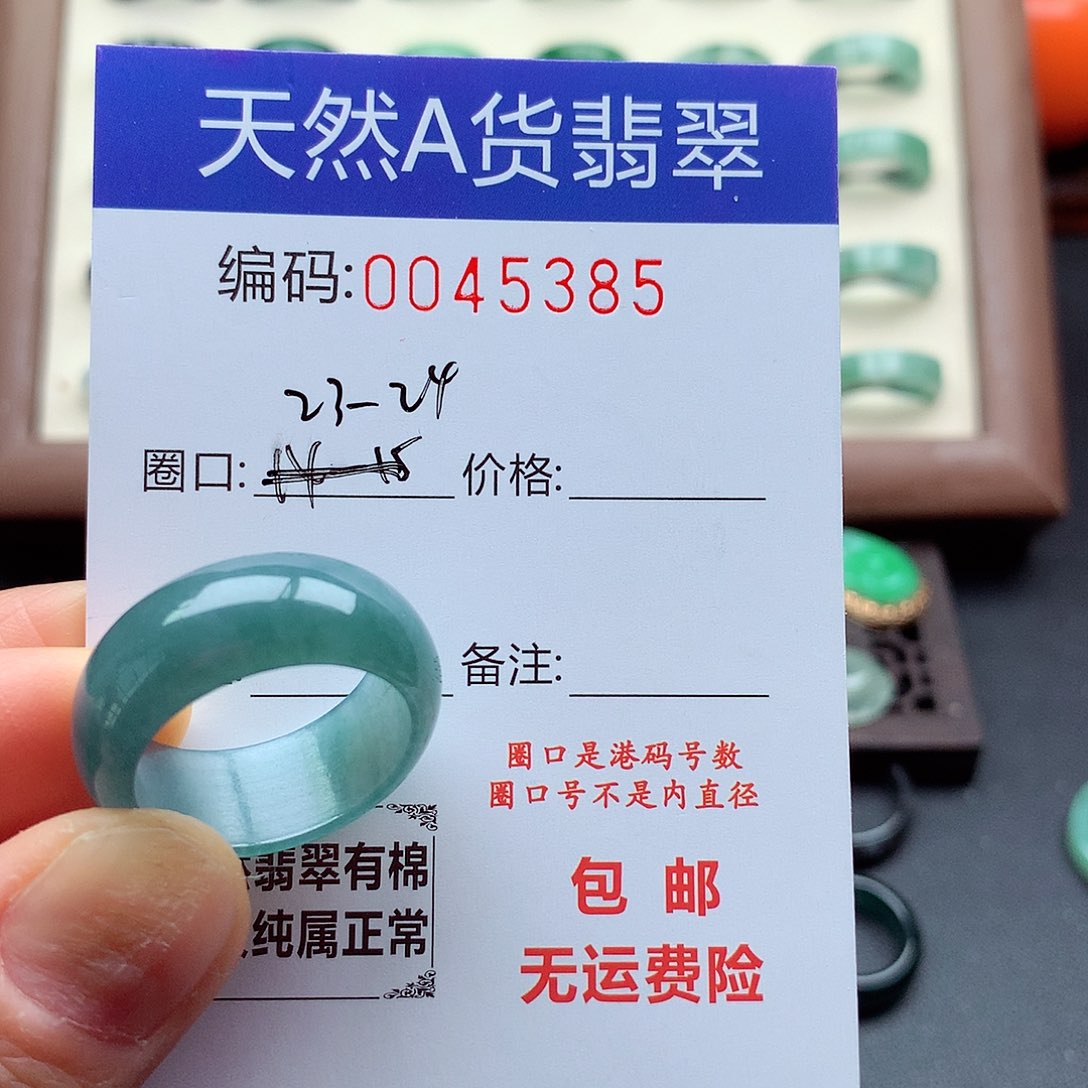 天然A货翡翠
编码:0045385
23-24
圈口: 价格:
备注:
圈口是港码号数
圈口号不是内直径
翡翠有棉
纯属正常
包 邮
无运费险